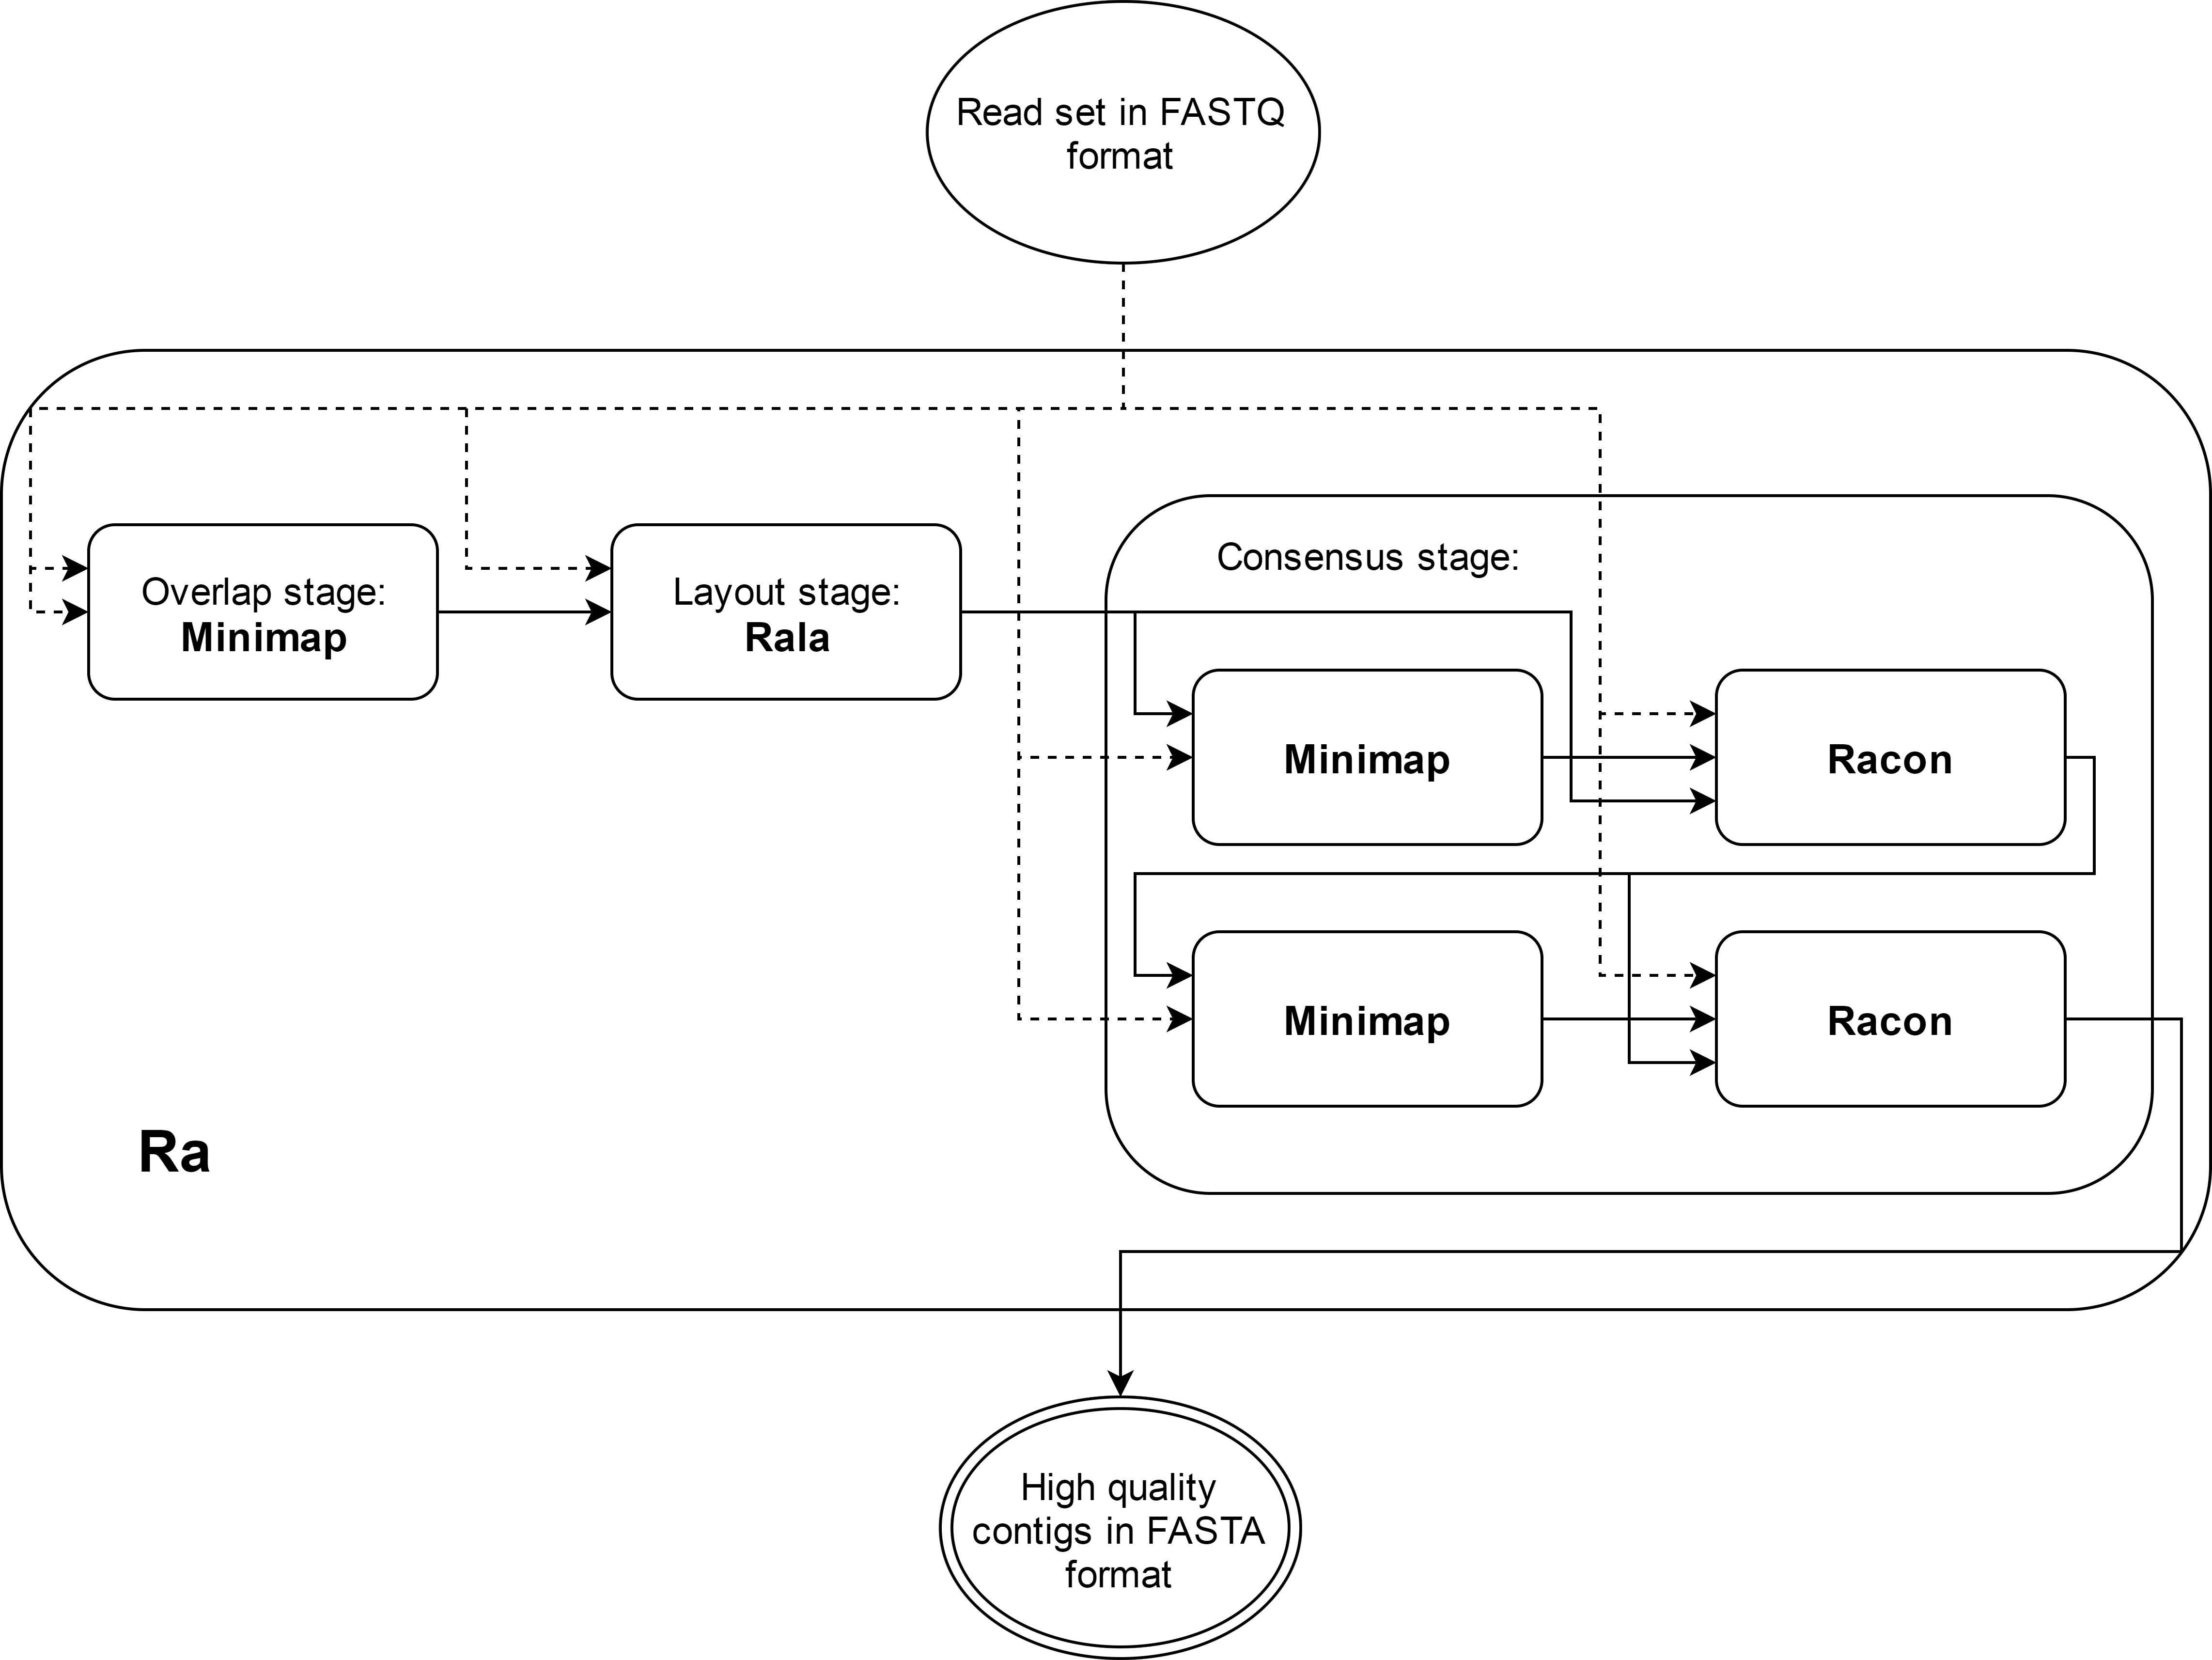 Read set in FASTQ
format
Overlap stage:
Minimap
Layout stage:
Rala
Consensus stage:
Minimap
Racon
Minimap
Racon
Ra
High quality
contigs in FASTA
format